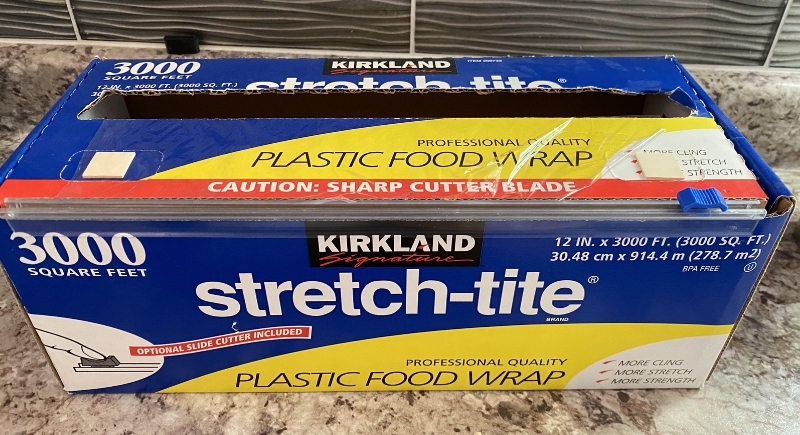 3000
SQUARE FEET
12 IN. x 3000 FT. (3000 SQ. FT.)
30
KIRKLAND
Signature
stretch-tite®
PROFESSIONAL QUALITY
PLASTIC FOOD WRAP
MORE CLING
STRETCH
STRENGTH
CAUTION: SHARP CUTTER BLADE
3000
SQUARE FEET
KIRKLAND
Signature
stretch-tite®
BRAND
12 IN. x 3000 FT. (3000 SQ. FT.)
30.48 cm x 914.4 m (278.7 m2)
BPA FREE U
OPTIONAL SLIDE CUTTER INCLUDED
PROFESSIONAL QUALITY
PLASTIC FOOD WRAP
MORE CLING
MORE STRETCH
MORE STRENGTH